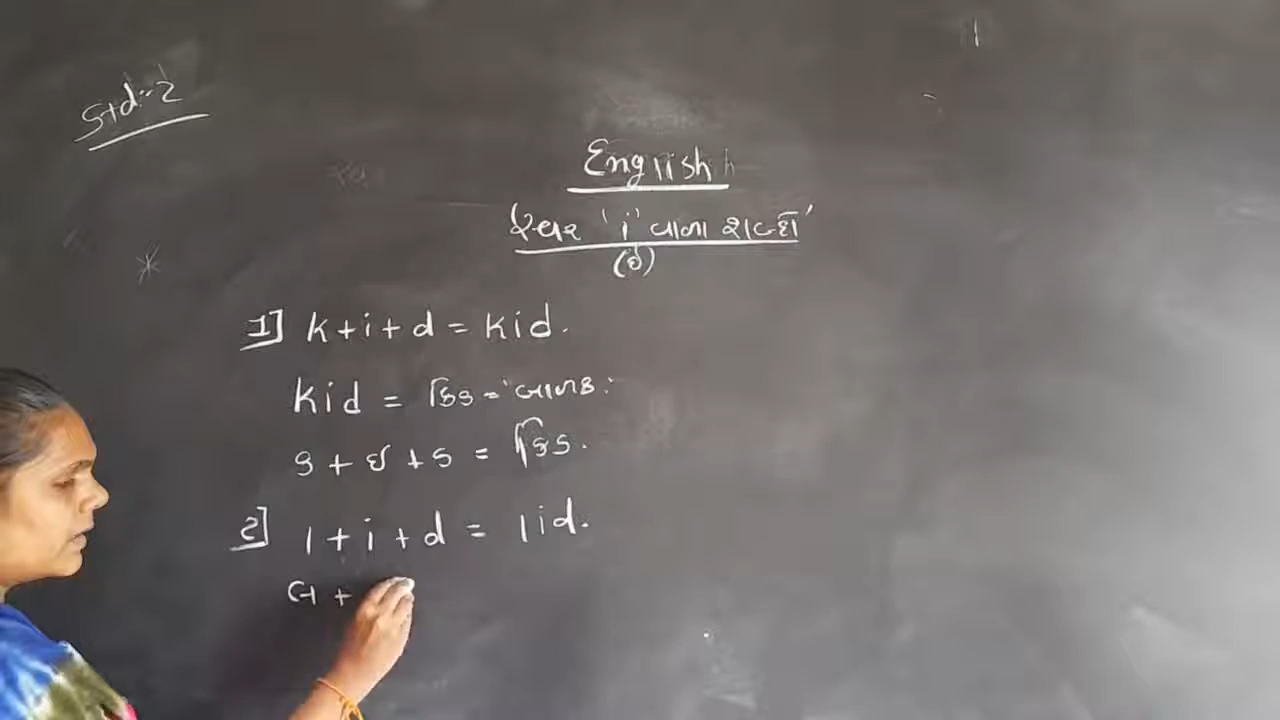 Std:-2
English
સ્વર 'i' વાળા શબ્દો'
(ઈ)
1] k+i+d = kid.
kid = કિડ = 'બાળક.'
ક + ઈ + ડ = કિડ.
2] l + i + d = lid.
લ +